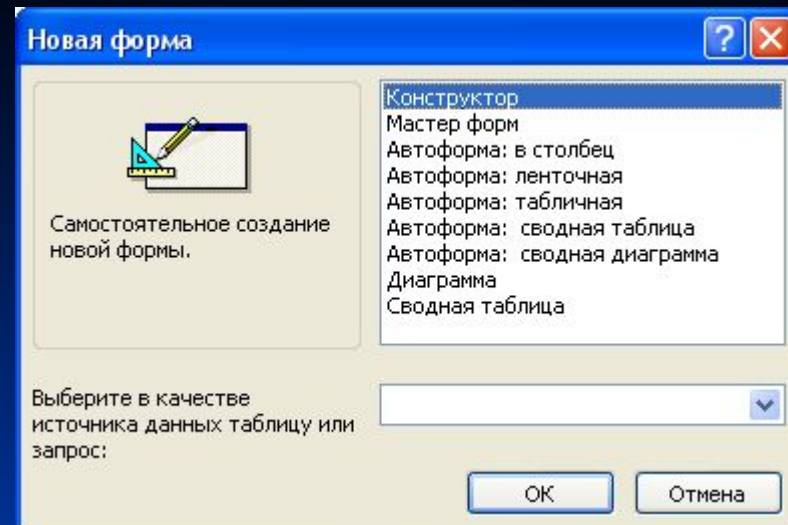 Новая форма
Конструктор
Мастер форм
Автоформа: в столбец
Автоформа: ленточная
Автоформа: табличная
Автоформа: сводная таблица
Автоформа: сводная диаграмма
Диаграмма
Сводная таблица
Самостоятельное создание
новой формы.
Выберите в качестве
источника данных таблицу или
запрос:
ОК
Отмена